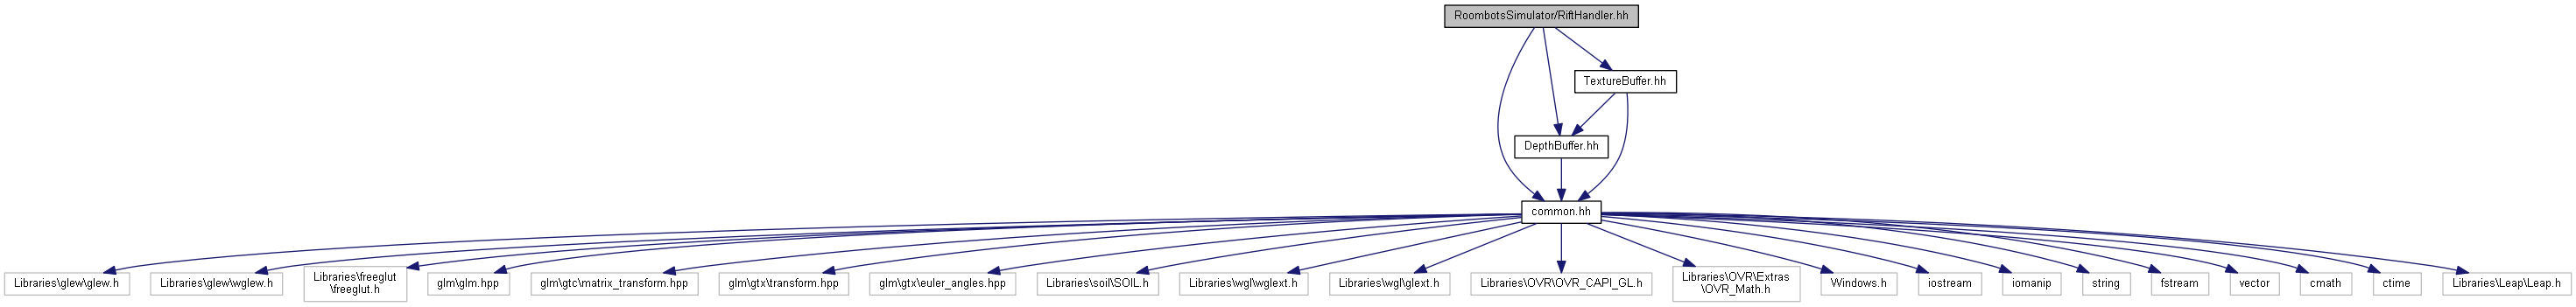 RoombotsSimulator/RiftHandler.hh
TextureBuffer.hh
DepthBuffer.hh
common.hh
Libraries\glew\glew.h
Libraries\glew\wglew.h
Libraries\freeglut
\freeglut.h
glm\glm.hpp
glm\gtc\matrix_transform.hpp
glm\gtx\transform.hpp
glm\gtx\euler_angles.hpp
Libraries\soil\SOIL.h
Libraries\wgl\wglext.h
Libraries\wgl\glext.h
Libraries\OVR\OVR_CAPI_GL.h
Libraries\OVR\Extras
\OVR_Math.h
Windows.h
iostream
iomanip
string
fstream
vector
cmath
ctime
Libraries\Leap\Leap.h